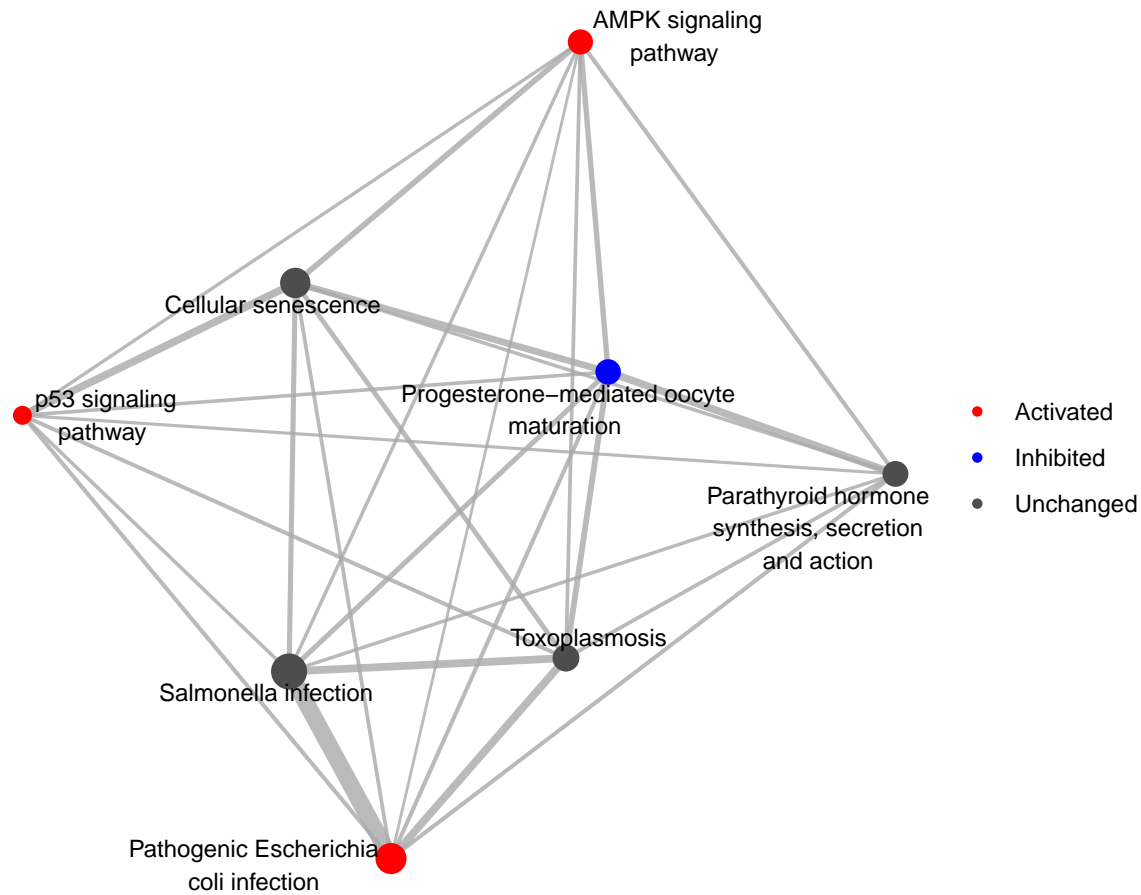 AMPK signaling
pathway
Cellular senescence
p53 signaling
pathway
Progesterone−mediated oocyte
maturation
Activated
Inhibited
Unchanged
Parathyroid hormone
synthesis, secretion
and action
Toxoplasmosis
Salmonella infection
Pathogenic Escherichia
coli infection